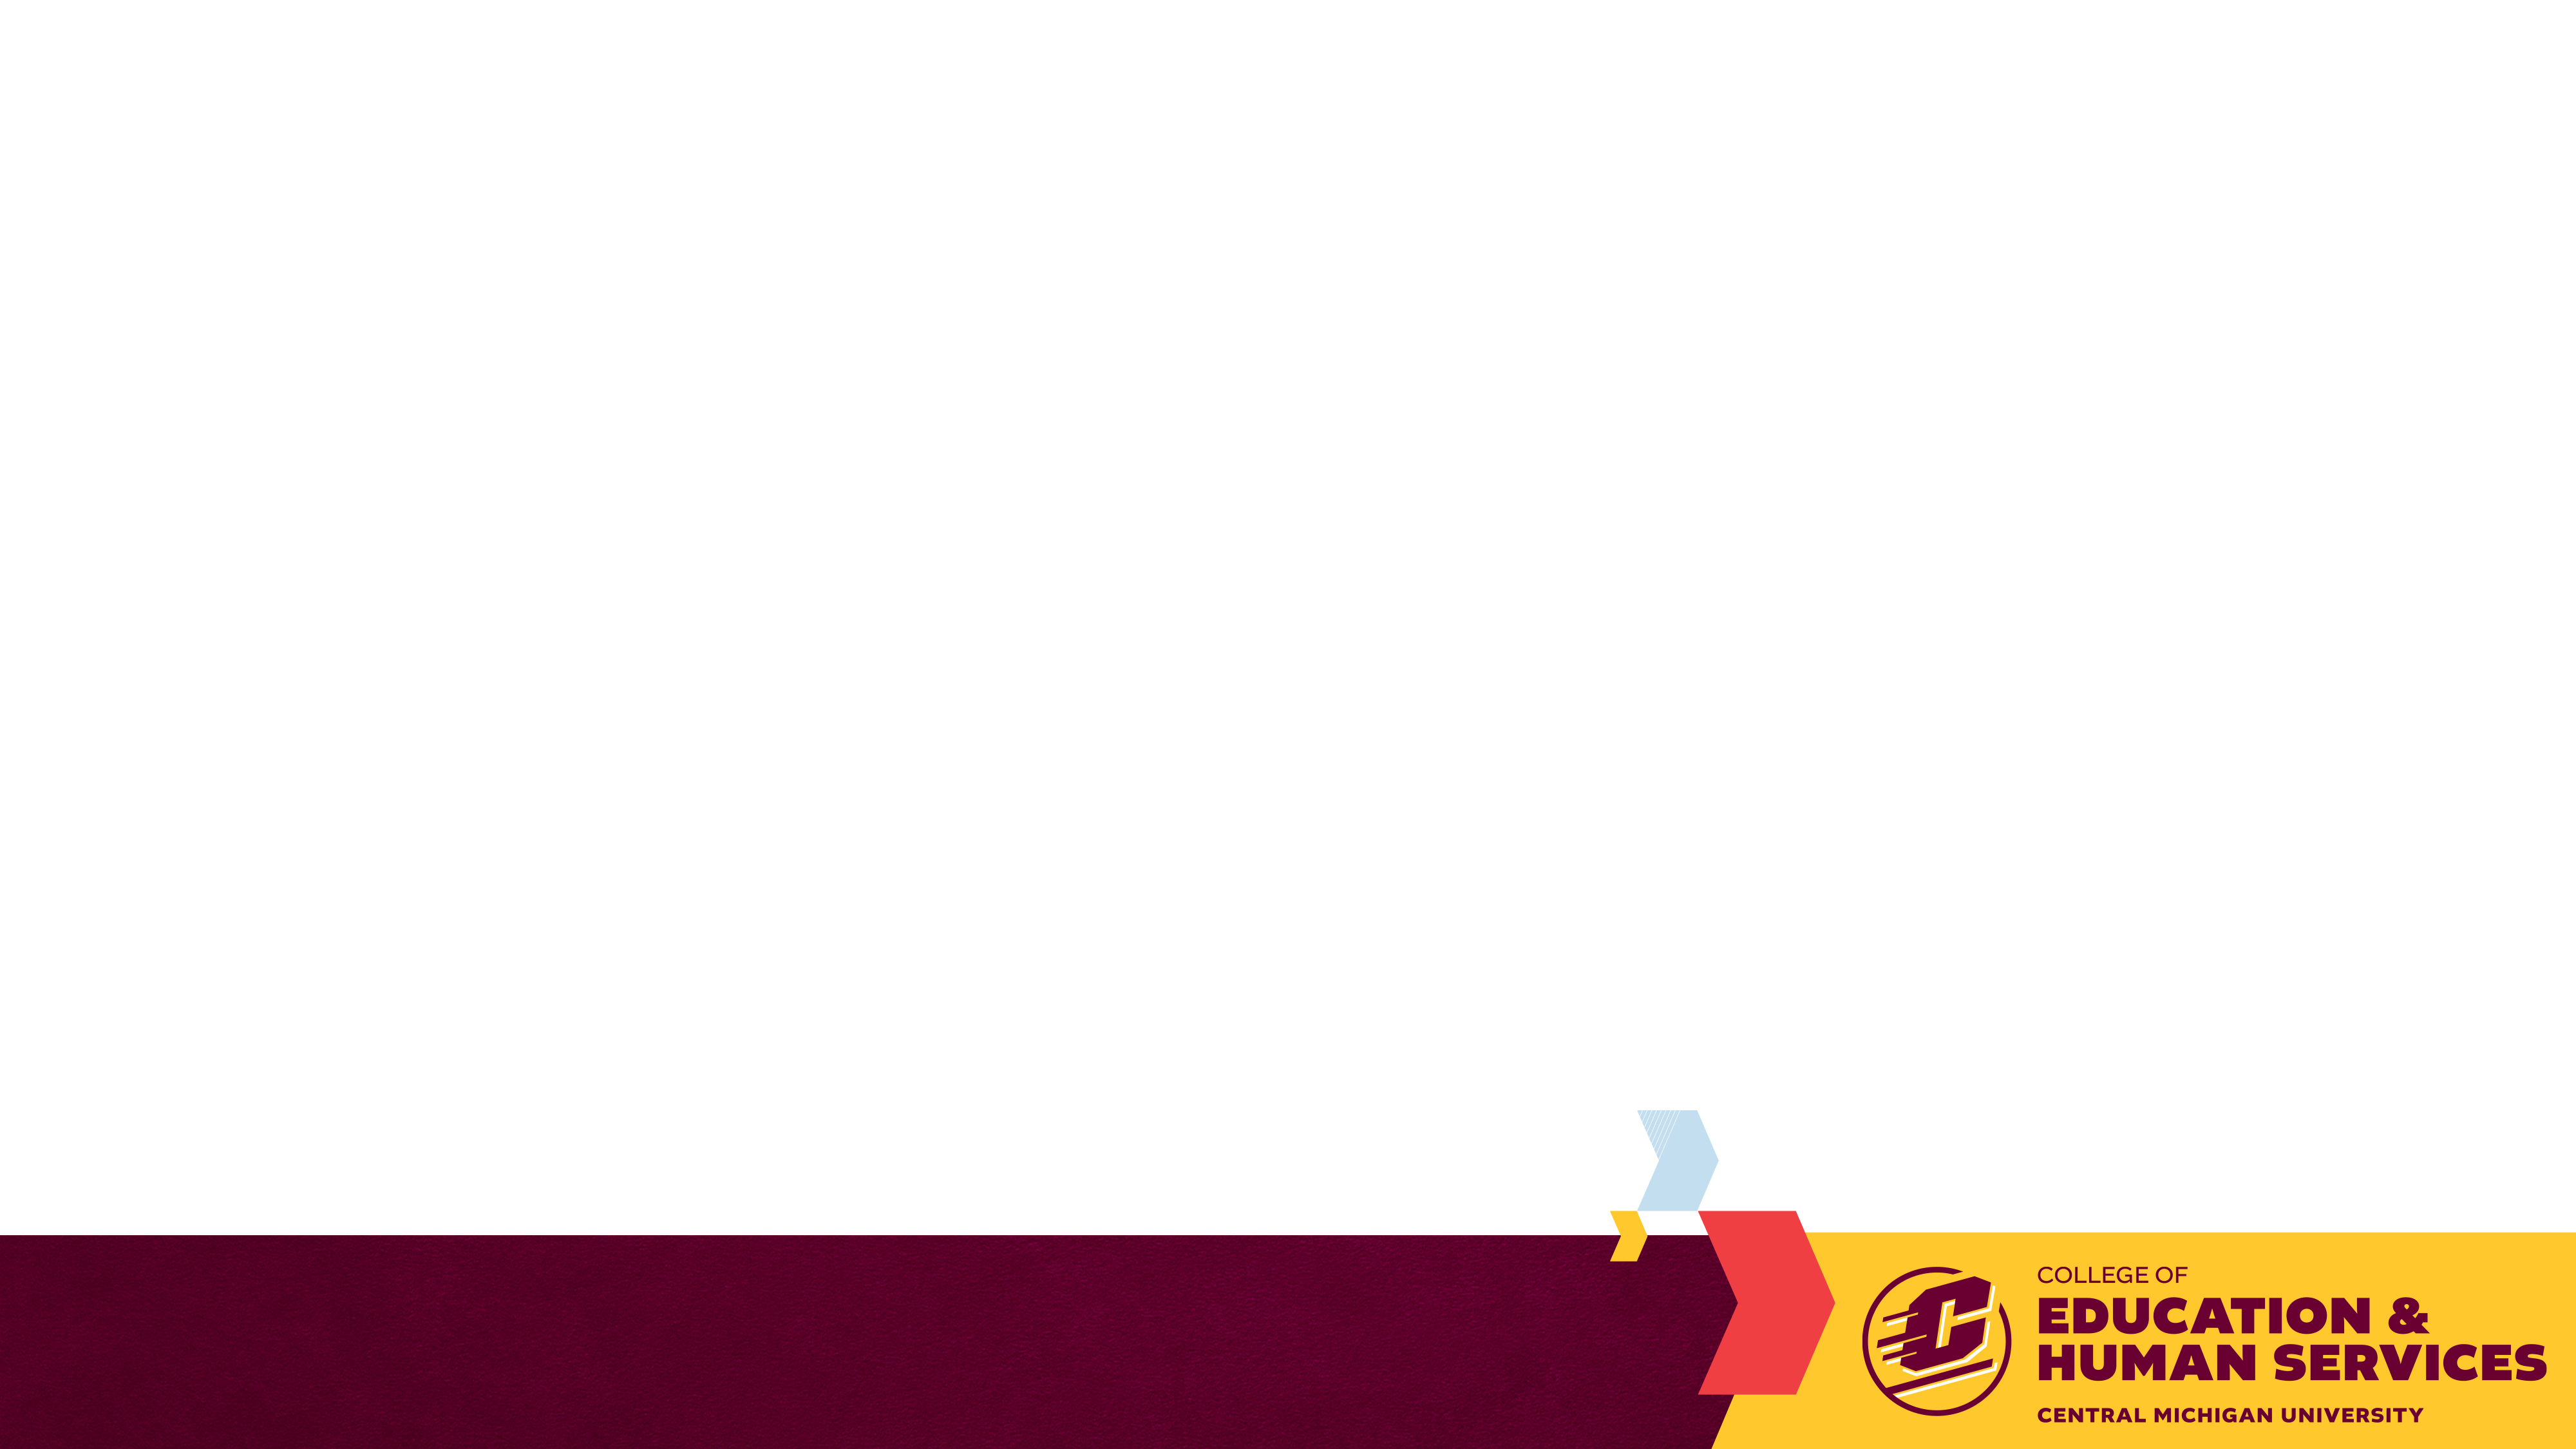 COLLEGE OF
EDUCATION &
HUMAN SERVICES
CENTRAL MICHIGAN UNIVERSITY